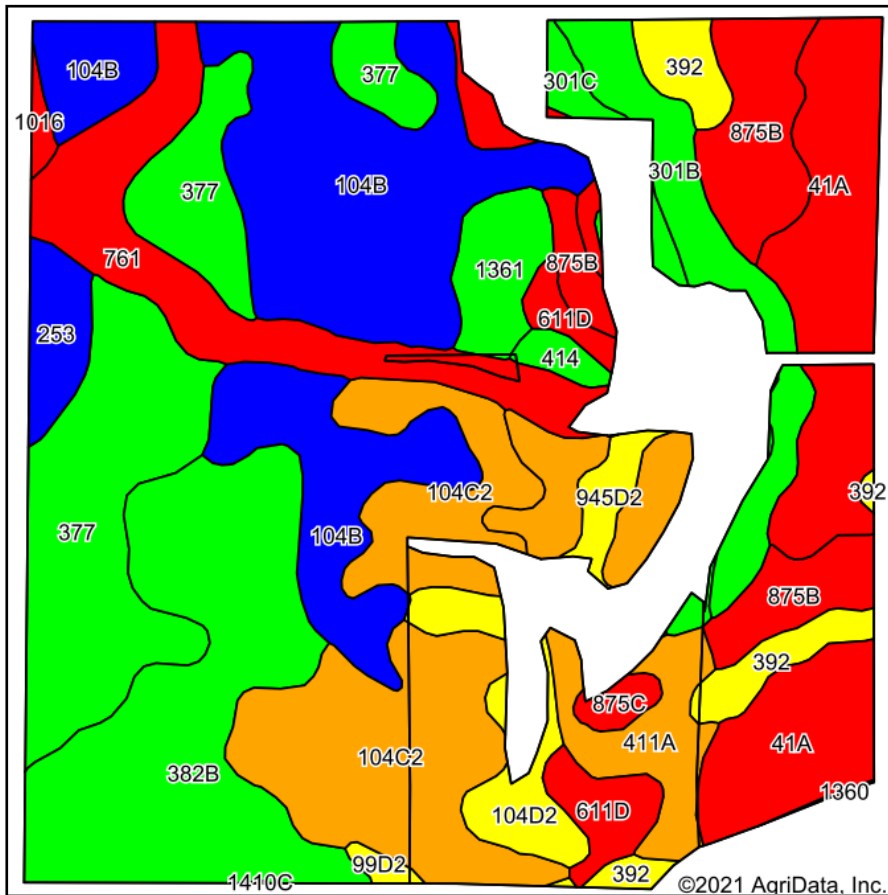 104B
377
301C
392
1016
875B
377
104B
301B
41A
761
1361
875B
253
611D
414
104C2
945D2
392
377
104B
875B
392
875C
411A
41A
104C2
382B
1360
104D2
611D
99D2
392
1410C
©2021 AgriData, Inc.